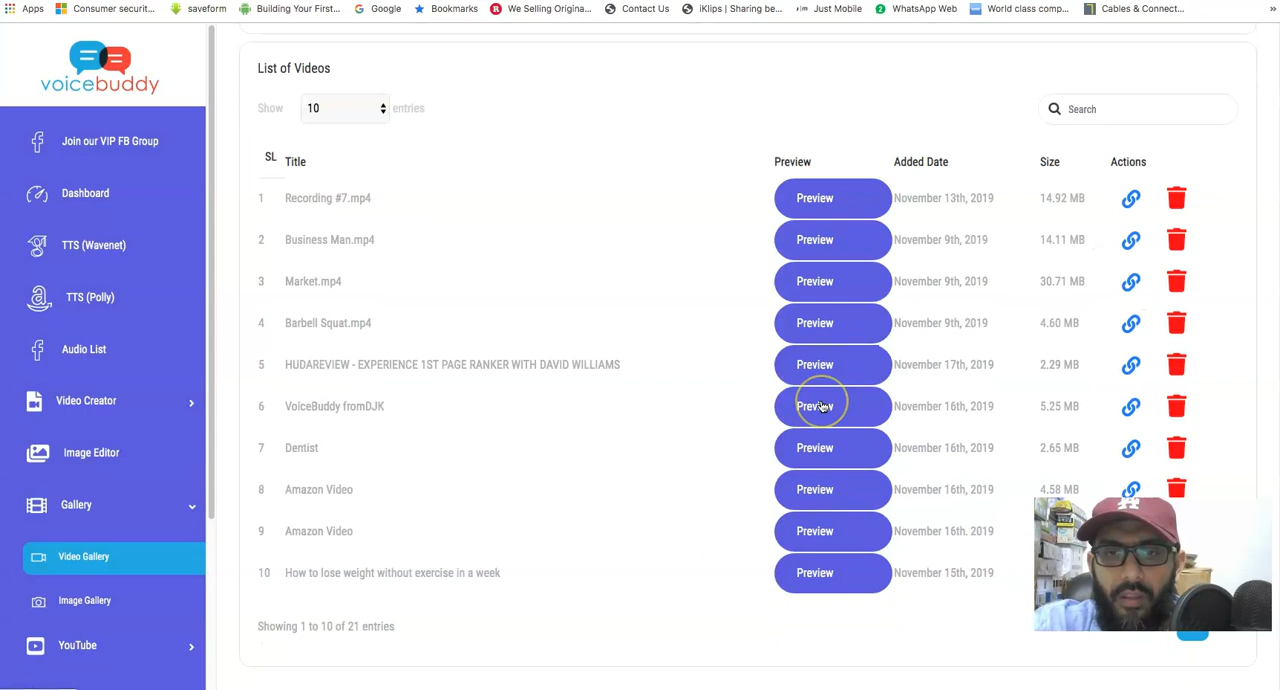 Apps
Consumer securit...
saveform
Building Your First...
Google
Bookmarks
We Selling Origina...
Contact Us
iKlips | Sharing be...
Just Mobile
WhatsApp Web
World class comp...
Cables & Connect...
»
voicebuddy
Join our VIP FB Group
Dashboard
TTS (Wavenet)
TTS (Polly)
Audio List
Video Creator
Image Editor
Gallery
Video Gallery
Image Gallery
YouTube
List of Videos
Show 10 entries
Search
SL Title Preview Added Date Size Actions
1 Recording #7.mp4 Preview November 13th, 2019 14.92 MB
2 Business Man.mp4 Preview November 9th, 2019 14.11 MB
3 Market.mp4 Preview November 9th, 2019 30.71 MB
4 Barbell Squat.mp4 Preview November 9th, 2019 4.60 MB
5 HUDAREVIEW - EXPERIENCE 1ST PAGE RANKER WITH DAVID WILLIAMS Preview November 17th, 2019 2.29 MB
6 VoiceBuddy fromDJK Preview November 16th, 2019 5.25 MB
7 Dentist Preview November 16th, 2019 2.65 MB
8 Amazon Video Preview November 16th, 2019 4.58 MB
9 Amazon Video Preview November 16th, 2019
10 How to lose weight without exercise in a week Preview November 15th, 2019
Showing 1 to 10 of 21 entries